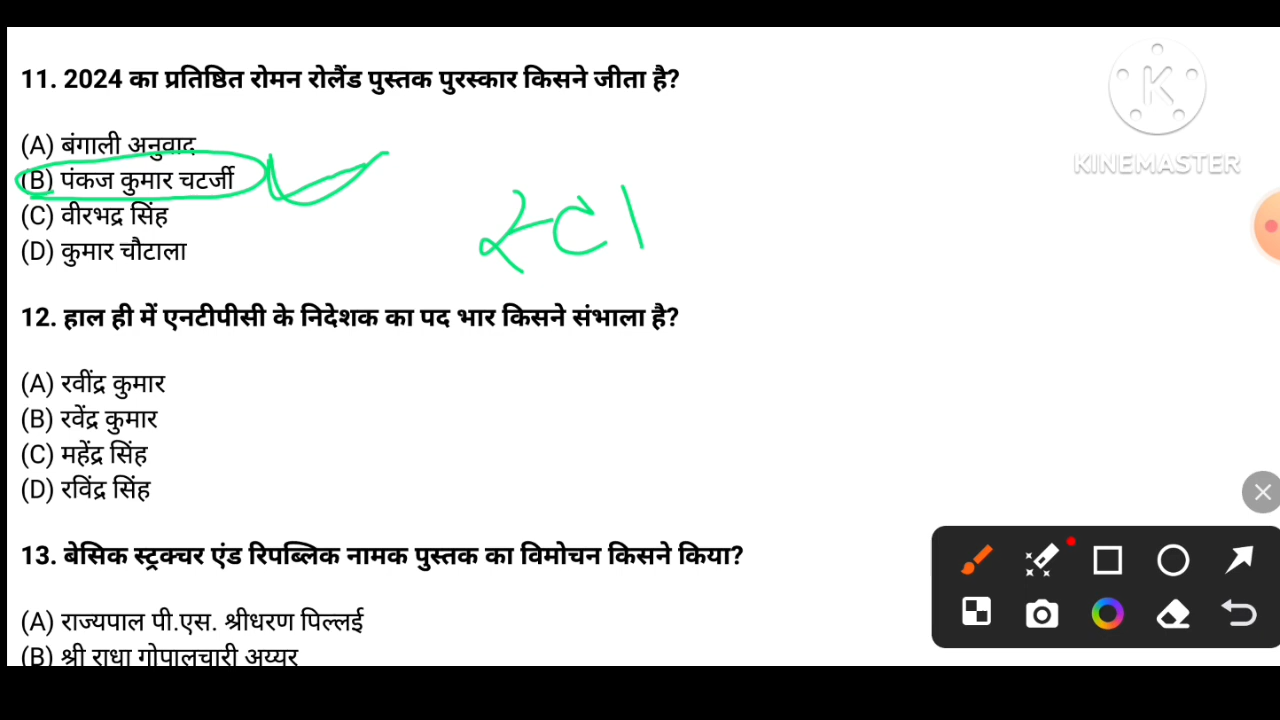 11. 2024 का प्रतिष्ठित रोमन रोलैंड पुस्तक पुरस्कार किसने जीता है?
(A) बंगाली अनुवाद
(B) पंकज कुमार चटर्जी
(C) वीरभद्र सिंह
(D) कुमार चौटाला
KINEMASTER
12. हाल ही में एनटीपीसी के निदेशक का पद भार किसने संभाला है?
(A) रवींद्र कुमार
(B) रवेंद्र कुमार
(C) महेंद्र सिंह
(D) रविंद्र सिंह
13. बेसिक स्ट्रक्चर एंड रिपब्लिक नामक पुस्तक का विमोचन किसने किया?
(A) राज्यपाल पी.एस. श्रीधरण पिल्लई
(B) श्री राधा गोपालचारी अय्यर